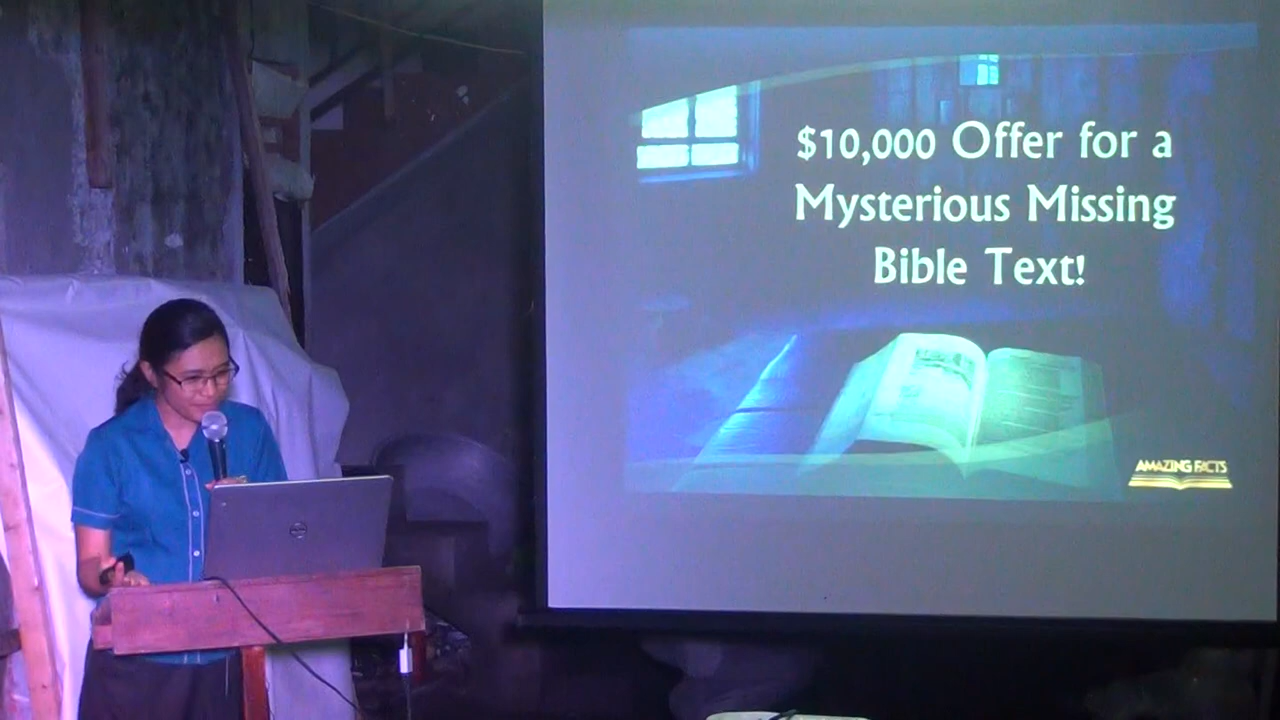 $10,000 Offer for a
Mysterious Missing
Bible Text!
AMAZING FACTS